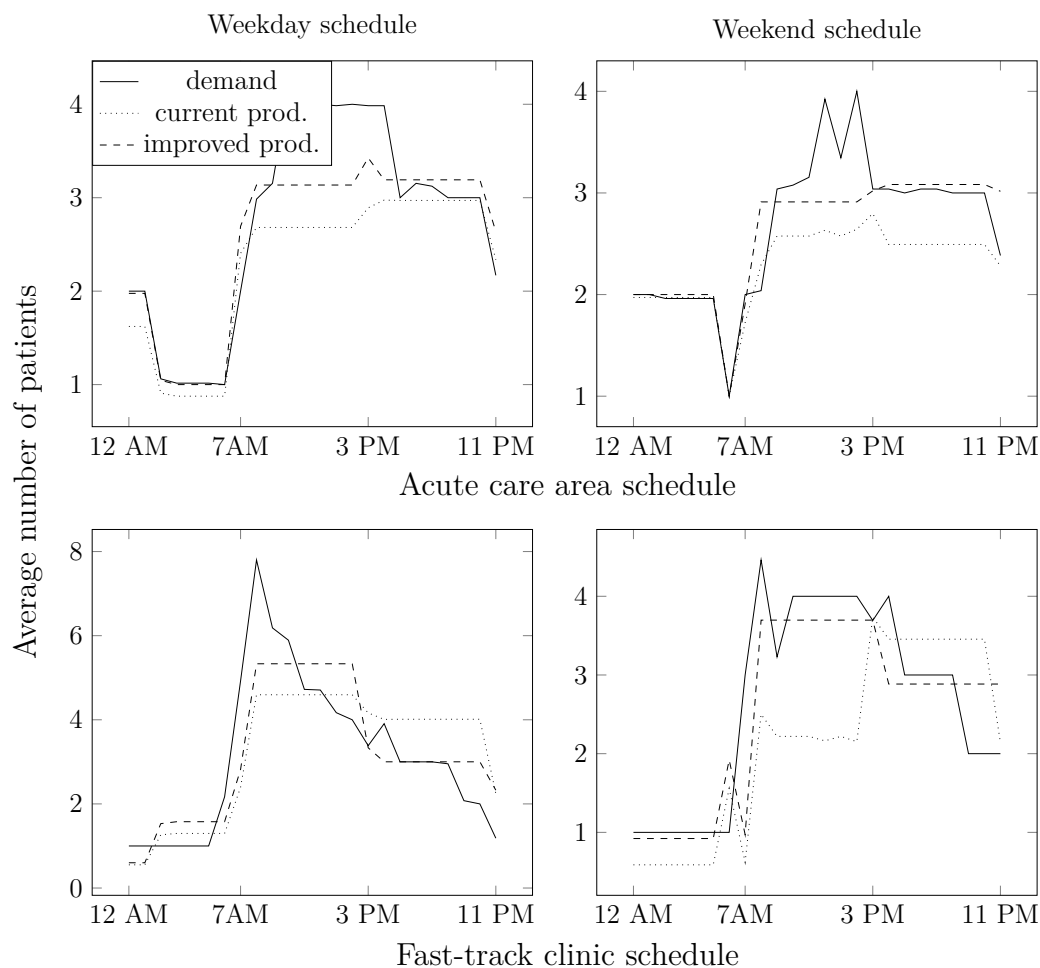 Weekday schedule
Weekend schedule
demand
current prod.
improved prod.
4
3
2
1
12 AM 7AM 3 PM 11 PM
4
3
2
1
12 AM 7AM 3 PM 11 PM
Acute care area schedule
Average number of patients
8
6
4
2
0
12 AM 7AM 3 PM 11 PM
4
3
2
1
12 AM 7AM 3 PM 11 PM
Fast-track clinic schedule